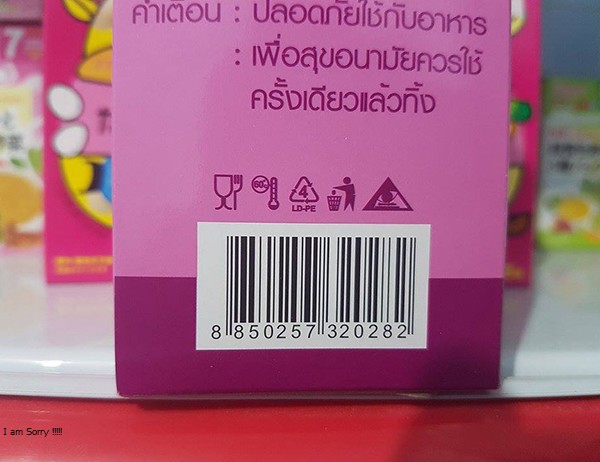 คำเตือน : ปลอดภัยใช้กับอาหาร
: เพื่อสุขอนามัยควรใช้
ครั้งเดียวแล้วทิ้ง
60°C
4
LD-PE
8 850257 320282
7
I am Sorry !!!!!